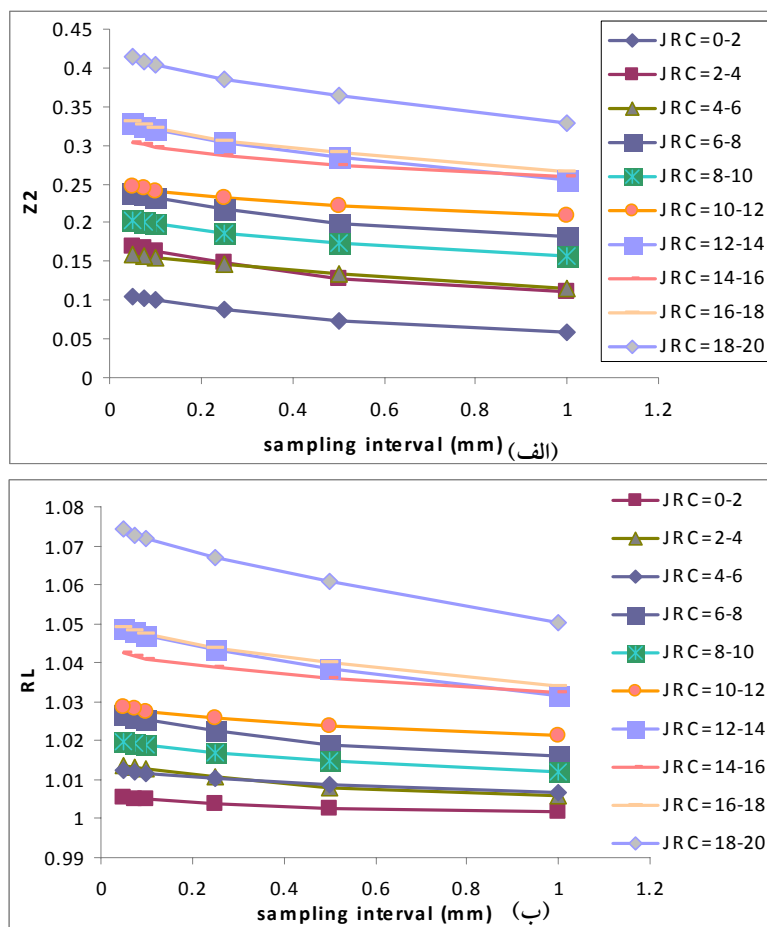 0.45
0.4
0.35
0.3
0.25
0.2
0.15
0.1
0.05
0
Z2
0 0.2 0.4 0.6 0.8 1 1.2
sampling interval (mm) (الف)
JRC=0-2
JRC=2-4
JRC=4-6
JRC=6-8
JRC=8-10
JRC=10-12
JRC=12-14
JRC=14-16
JRC=16-18
JRC=18-20
1.08
1.07
1.06
1.05
1.04
1.03
1.02
1.01
1
0.99
RL
0 0.2 0.4 0.6 0.8 1 1.2
sampling interval (mm) (ب)
JRC=0-2
JRC=2-4
JRC=4-6
JRC=6-8
JRC=8-10
JRC=10-12
JRC=12-14
JRC=14-16
JRC=16-18
JRC=18-20